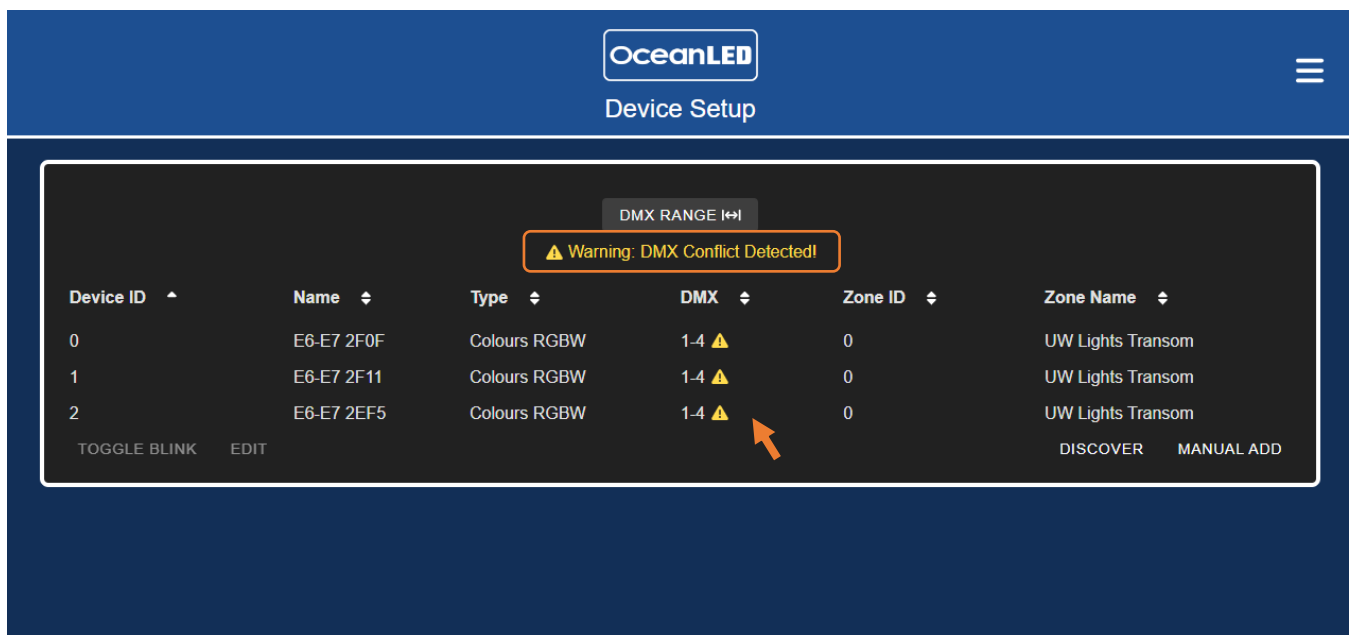 OceanLED
Device Setup
DMX RANGE
Warning: DMX Conflict Detected!
Device ID Name Type DMX Zone ID Zone Name
0 E6-E7 2F0F Colours RGBW 1-4 0 UW Lights Transom
1 E6-E7 2F11 Colours RGBW 1-4 0 UW Lights Transom
2 E6-E7 2EF5 Colours RGBW 1-4 0 UW Lights Transom
TOGGLE BLINK EDIT DISCOVER MANUAL ADD